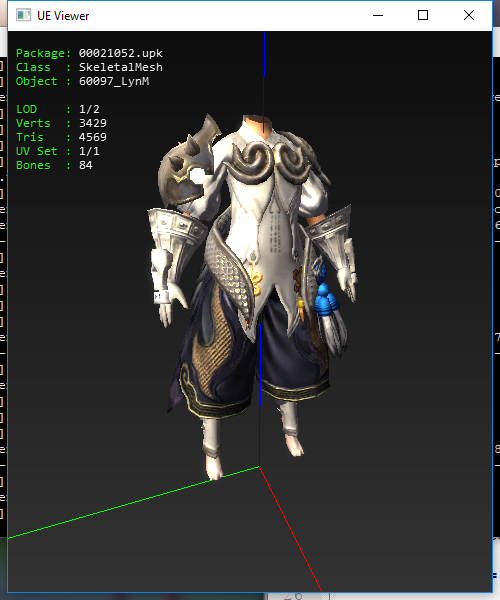 UE Viewer
Package: 00021052.upk
Class : SkeletalMesh
Object : 60097_LynM
LOD : 1/2
Verts : 3429
Tris : 4569
UV Set : 1/1
Bones : 84